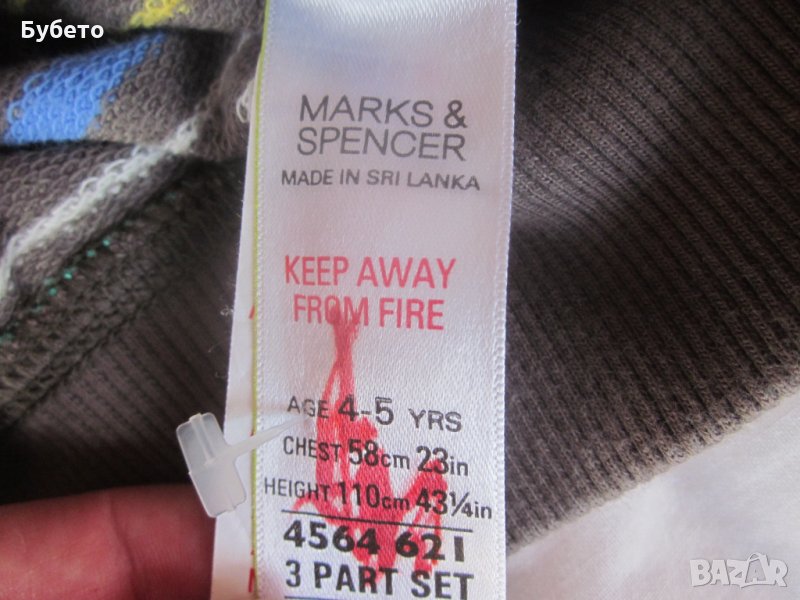 Бубето
MARKS &
SPENCER
MADE IN SRI LANKA
KEEP AWAY
FROM FIRE
AGE 4-5 YRS
CHEST 58cm 23in
HEIGHT 110cm 43¼in
4564 621
3 PART SET
BAZAR